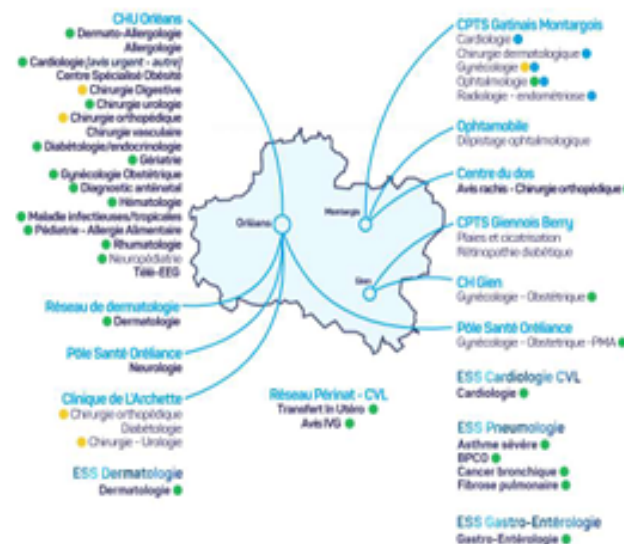 CHU Orléans
Dermato-Allergologie
Allergologie
Cardiologie (avis urgent - autre)
Centre Spécialisé Obésité
Chirurgie Digestive
Chirurgie urologie
Chirurgie orthopédique
Chirurgie vasculaire
Diabétologie/endocrinologie
Gériatrie
Gynécologie Obstétrique
Diagnostic anténatal
Hématologie
Maladie infectieuses/tropicales
Pédiatrie - Allergie Alimentaire
Rhumatologie
Neuropédiatrie
Télé-EEG
Réseau de dermatologie
Dermatologie
Pôle Santé Oréliance
Neurologie
Clinique de L'Archette
Chirurgie orthopédique
Diabétologie
Chirurgie - Urologie
ESS Dermatologie
Dermatologie
Orléans
Montargis
Gien
Réseau Périnat - CVL
Transfert In Utéro
Avis IVG
CPTS Gatinais Montargois
Cardiologie
Chirurgie dermatologique
Gynécologie
Ophtalmologie
Radiologie - endométriose
Ophtamobile
Dépistage ophtalmologique
Centre du dos
Avis rachis - Chirurgie orthopédique
CPTS Giennois Berry
Plaies et cicatrisation
Rétinopathie diabétique
CH Gien
Gynécologie - Obstétrique
Pôle Santé Oréliance
Gynécologie - Obstetrique -PMA
ESS Cardiologie CVL
Cardiologie
ESS Pneumologie
Asthme sévère
BPCO
Cancer bronchique
Fibrose pulmonaire
ESS Gastro-Entérologie
Gastro-Entérologie